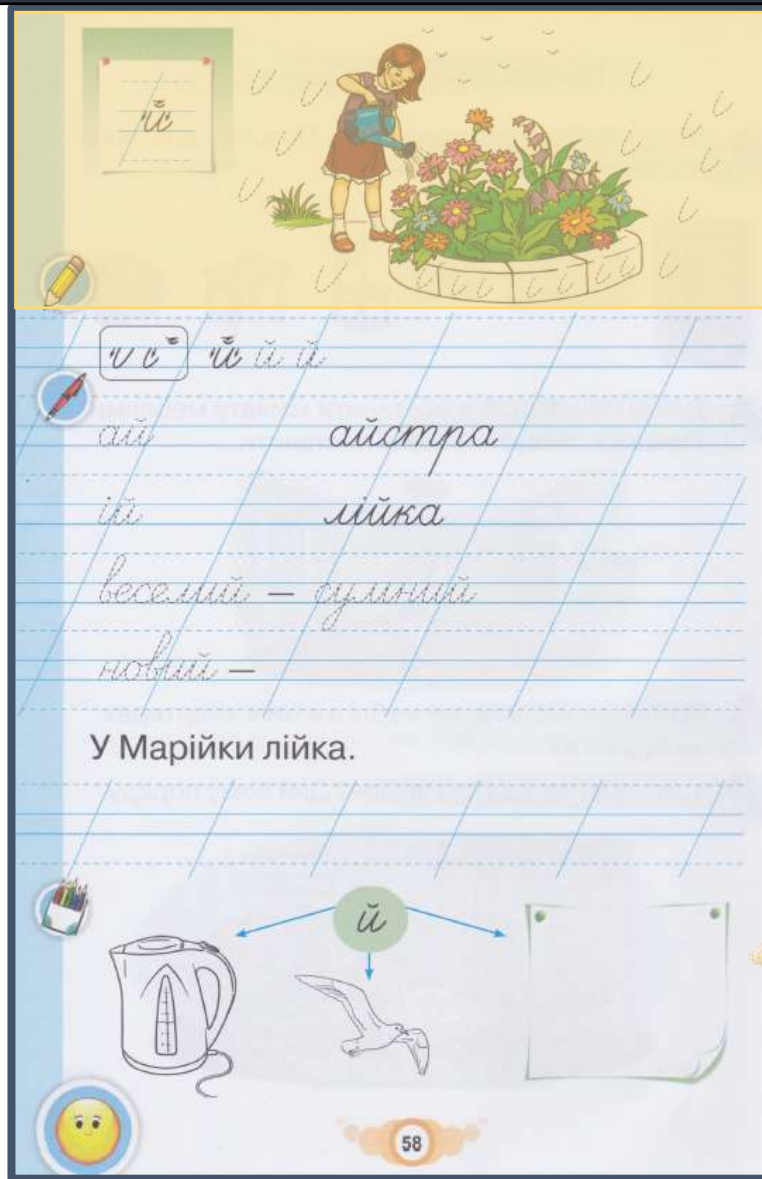 й
й й й
ай айстра
ій лійка
веселий — сумний
новий —
У Марійки лійка.
й
58